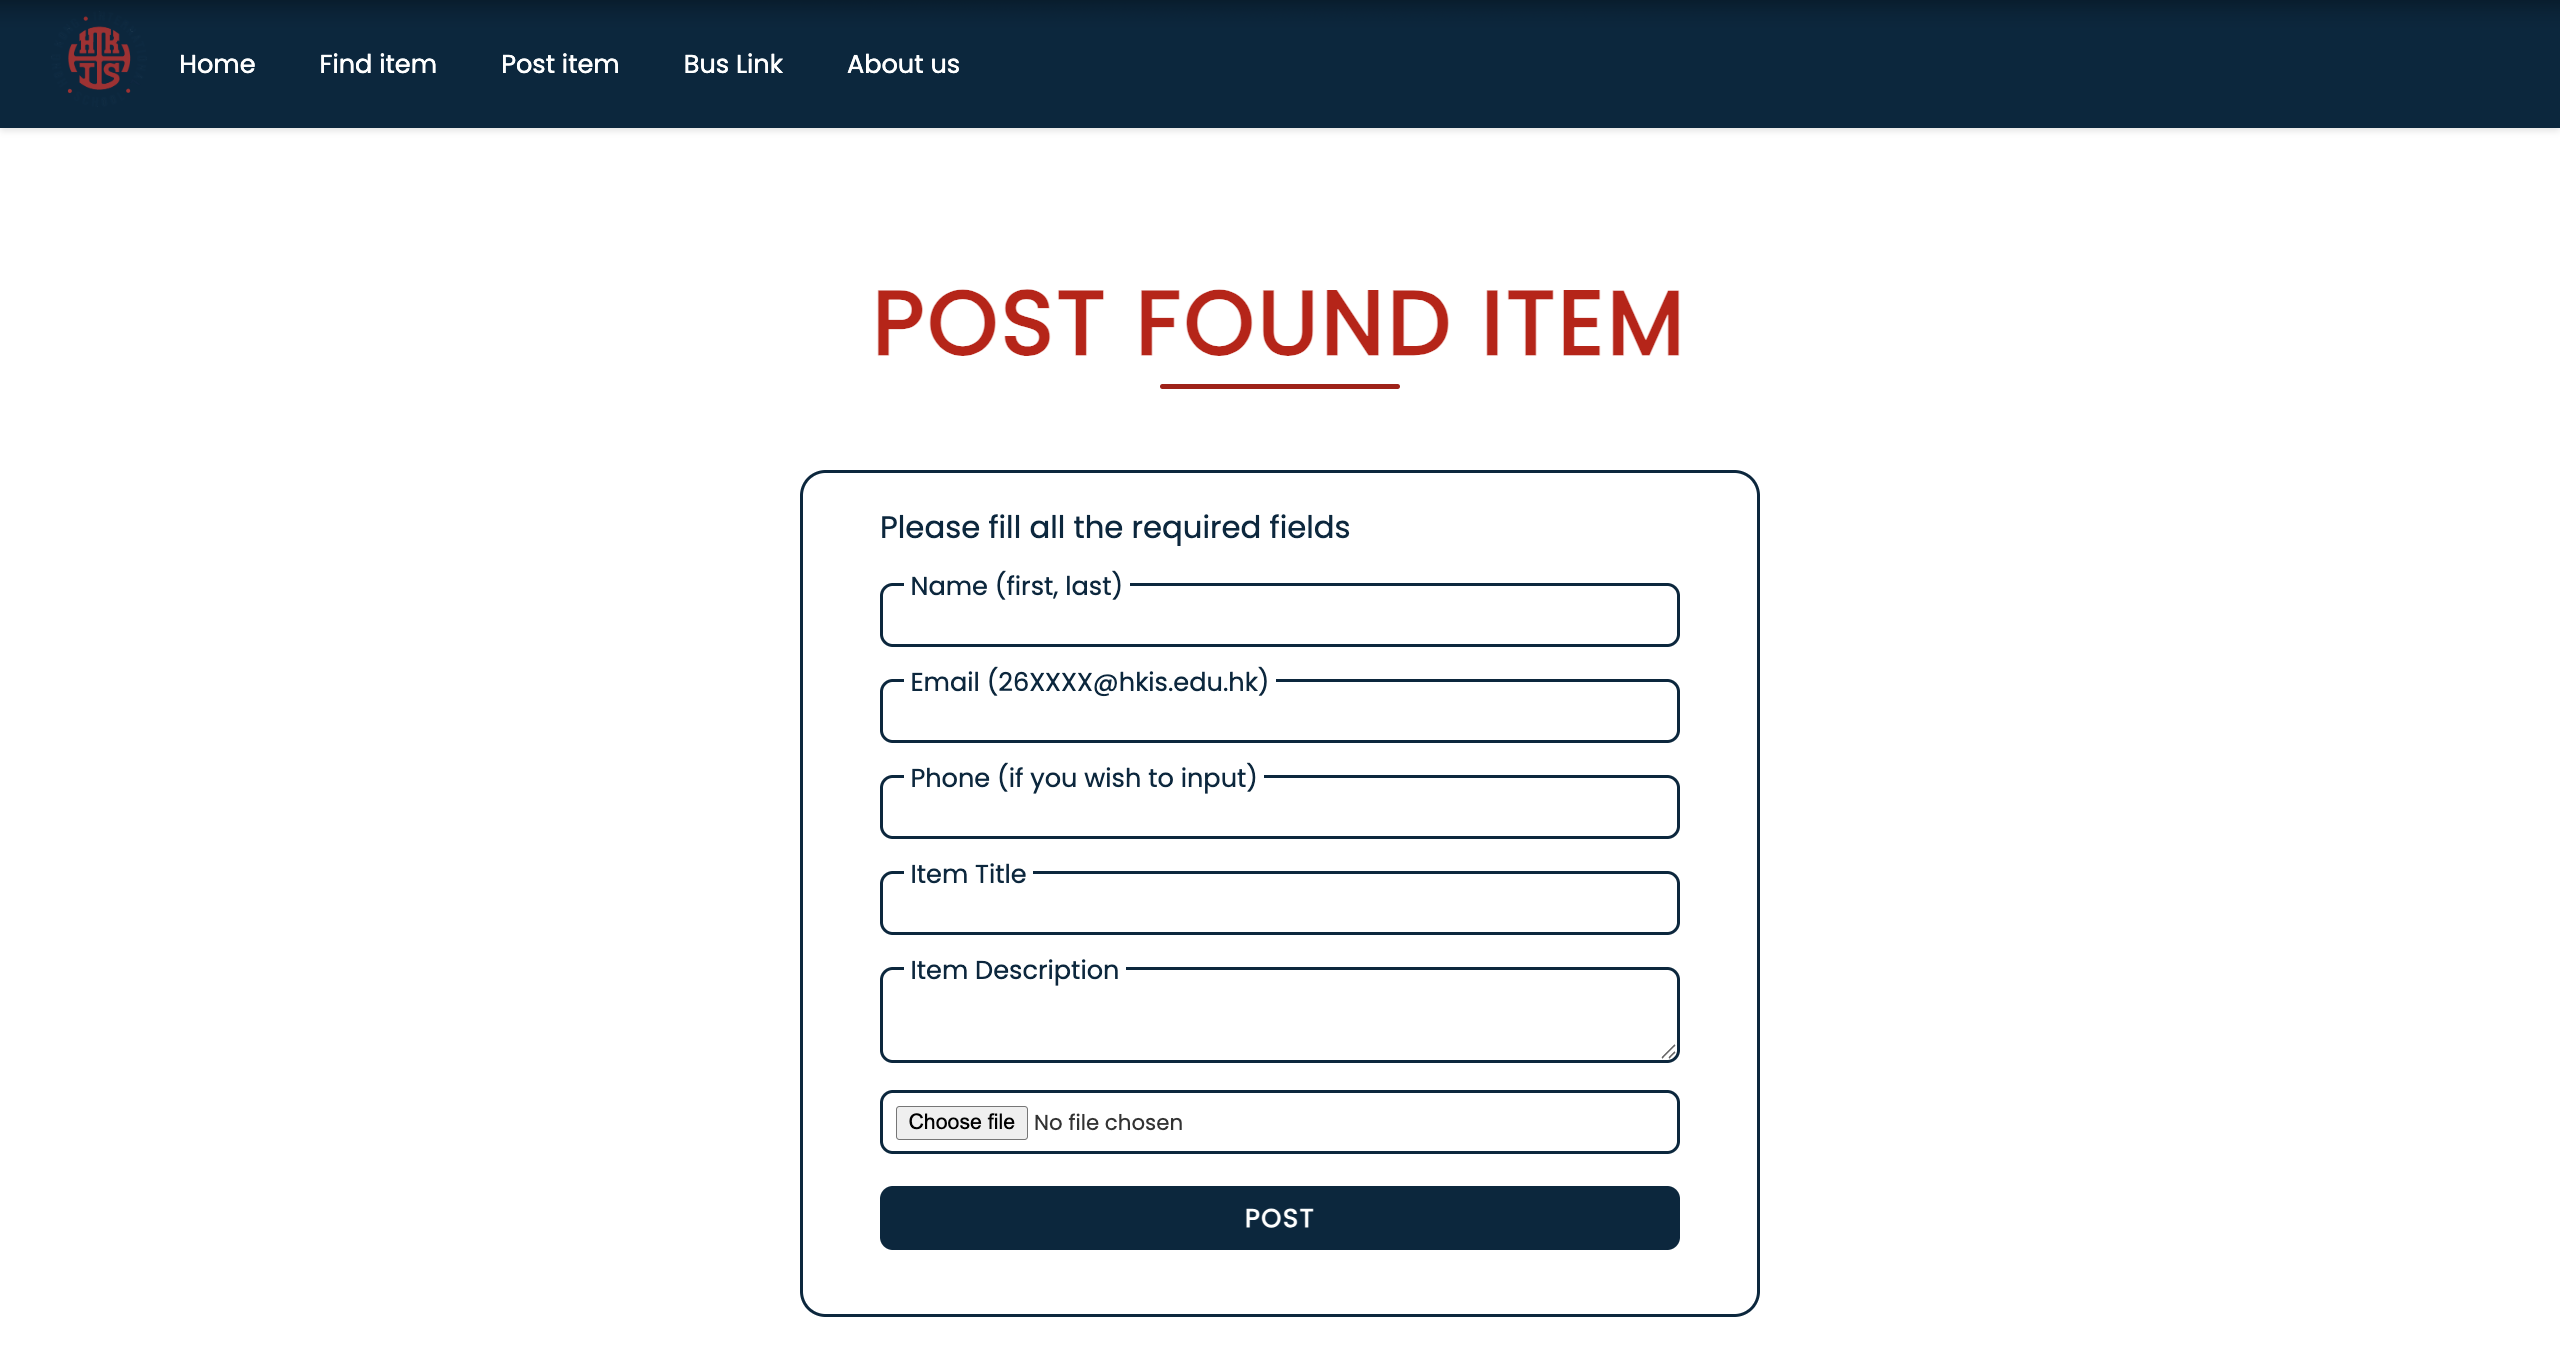 HK
IS
Home Find item Post item Bus Link About us
POST FOUND ITEM
Please fill all the required fields
Name (first, last)
Email (26XXXX@hkis.edu.hk)
Phone (if you wish to input)
Item Title
Item Description
Choose file No file chosen
POST